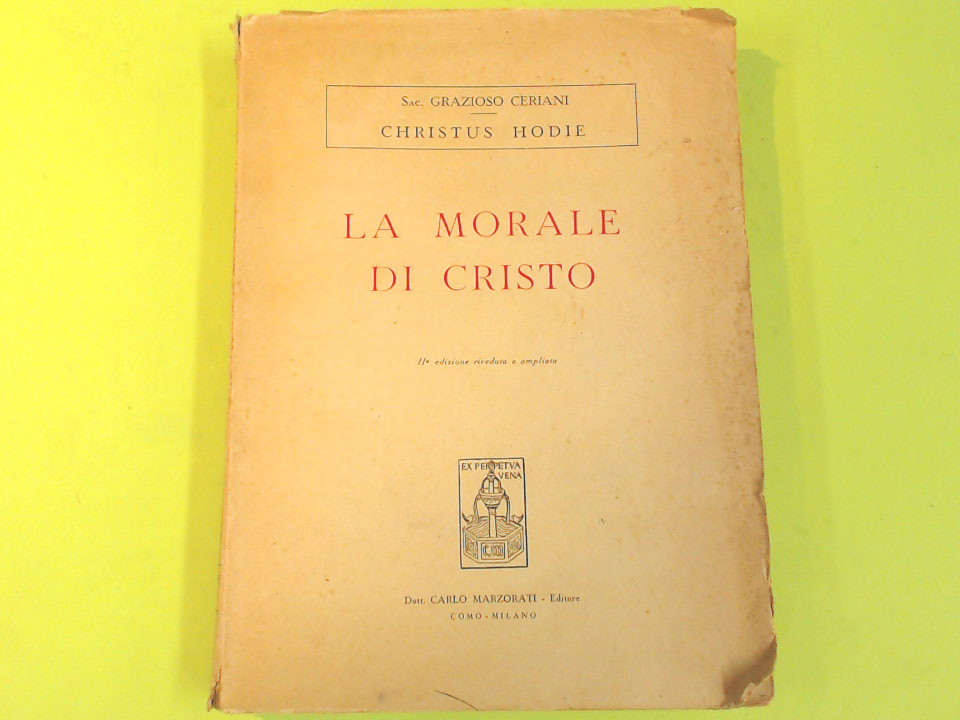 Sac. GRAZIOSO CERIANI
CHRISTUS HODIE
LA MORALE
DI CRISTO
IIª edizione riveduta e ampliata
EX PERPETVA
VENA
C.M
Dott. CARLO MARZORATI - Editore
COMO - MILANO